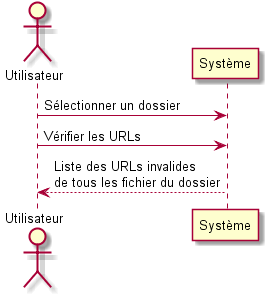 Utilisateur
Système
Sélectionner un dossier
Vérifier les URLs
Liste des URLs invalides
de tous les fichier du dossier
Utilisateur
Système